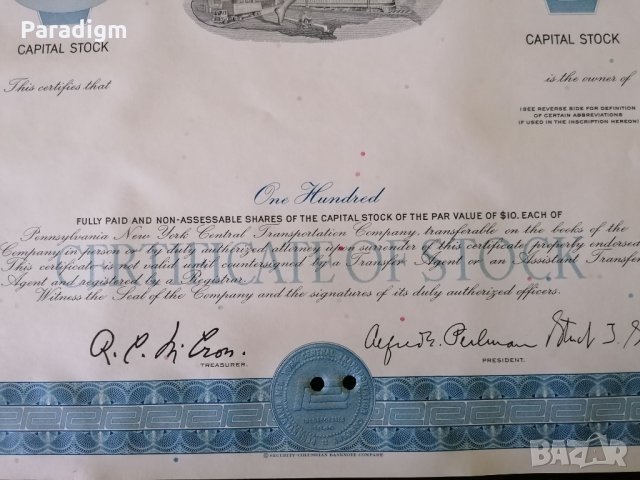 Paradigm
CAPITAL STOCK
CAPITAL STOCK
This certifies that
is the owner of
(SEE REVERSE SIDE FOR DEFINITION
OF CERTAIN ABBREVIATIONS
IF USED IN THE INSCRIPTION HEREON)
One Hundred
FULLY PAID AND NON-ASSESSABLE SHARES OF THE CAPITAL STOCK OF THE PAR VALUE OF $10. EACH OF
Pennsylvania New York Central Transportation Company, transferable on the books of the
Company in person or by duly authorized attorney upon surrender of this certificate properly endorsed
This certificate is not valid until countersigned by a Transfer Agent or an Assistant Transfer
Agent and registered by a Registrar.
Witness the Seal of the Company and the signatures of its duly authorized officers.
CERTIFICATE OF STOCK
Alfred E. Perlman
TREASURER.
PRESIDENT.
© SECURITY-COLUMBIAN BANKNOTE COMPANY
BAZAR